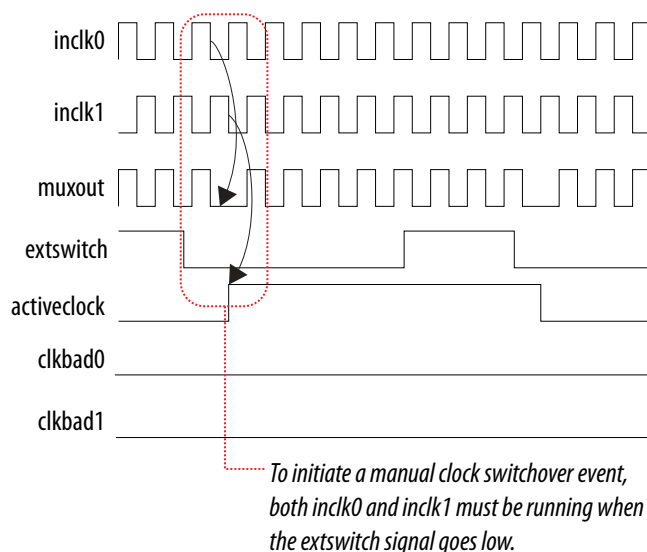 inclk0
inclk1
muxout
extswitch
activeclock
clkbad0
clkbad1
To initiate a manual clock switchover event,
both inclk0 and inclk1 must be running when
the extswitch signal goes low.